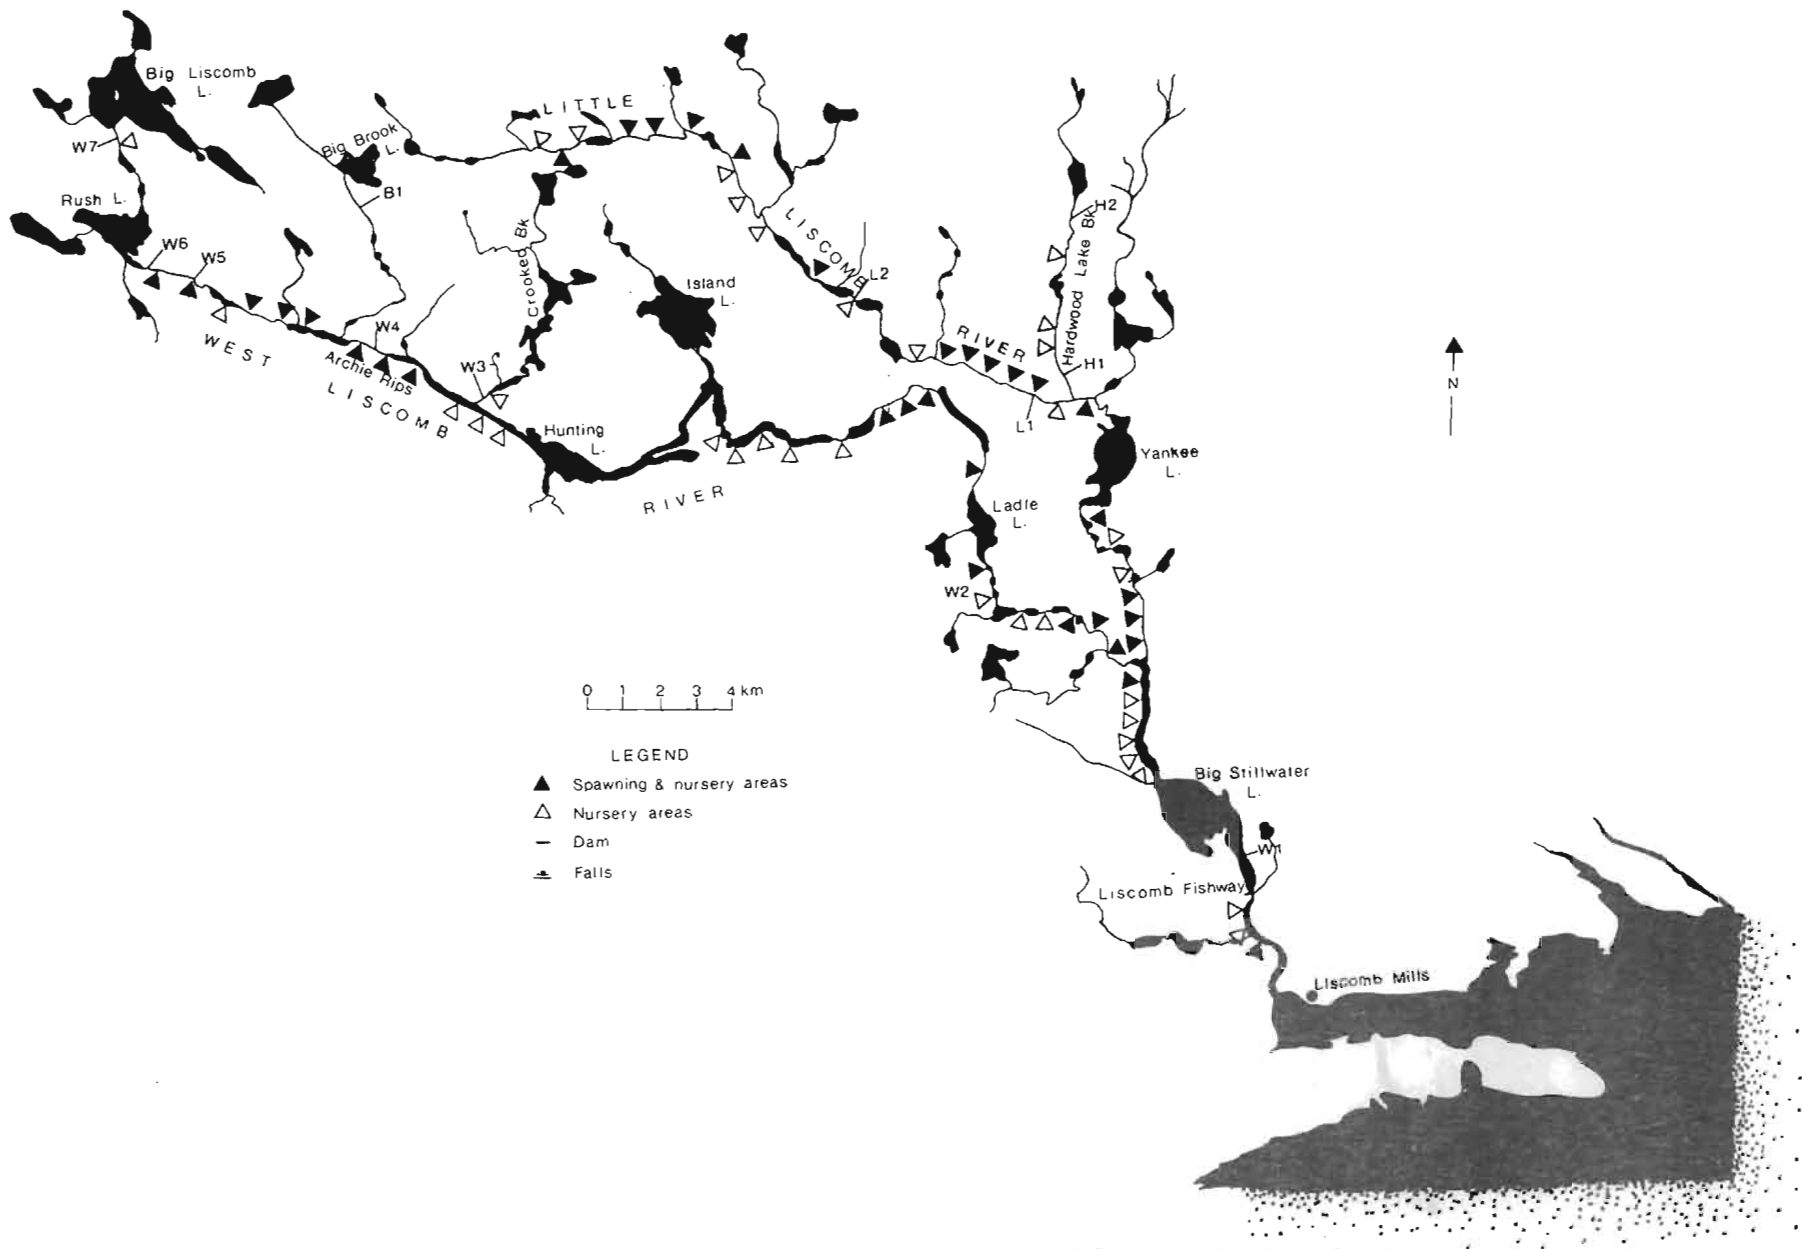 Big Liscomb
L.
LITTLE
Big Brook
L.
W7
B1
Rush L.
H2
W6
W5
Crooked Bk
LISCOMB
Hardwood Lake Bk
L2
Island
L.
W4
RIVER
WEST
Archie Rips
W3
H1
LISCOMB
L1
N
Hunting
L.
Yankee
L.
RIVER
Ladle
L.
W2
0 1 2 3 4 km
LEGEND
Spawning & nursery areas
Nursery areas
Dam
Falls
Big Stillwater
L.
W1
Liscomb Fishway
Liscomb Mills